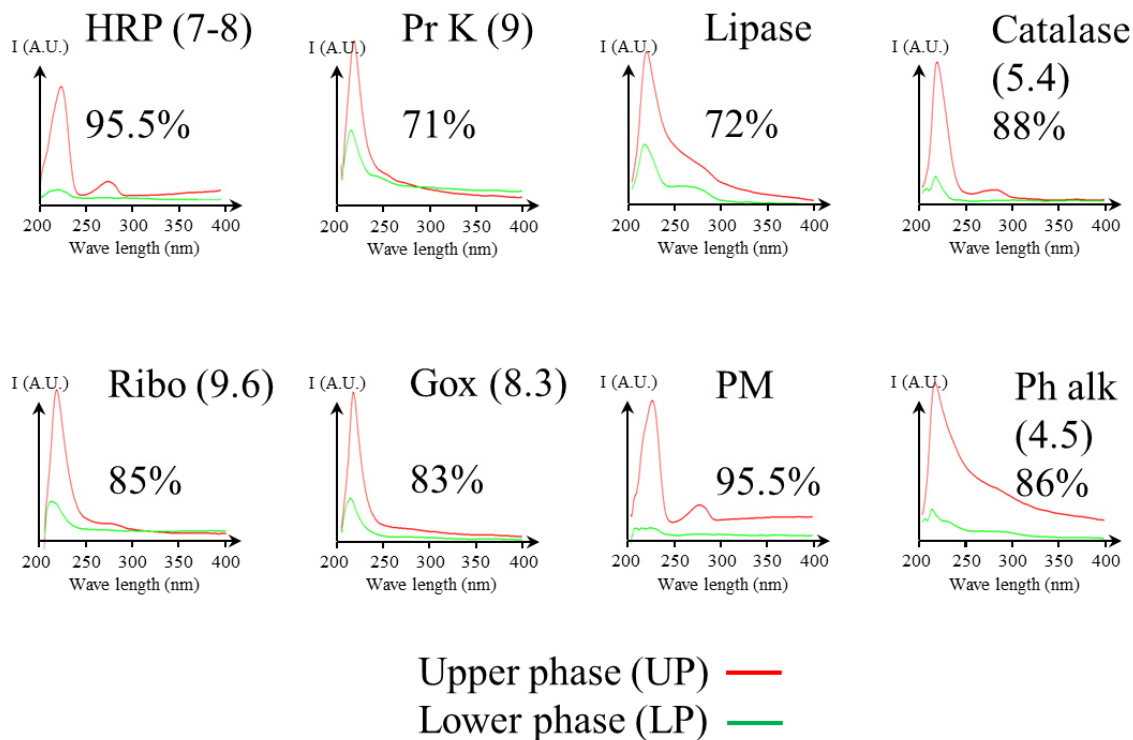 HRP (7-8)
I (A.U.)
95.5%
200 250 300 350 400
Wave length (nm)
Pr K (9)
I (A.U.)
71%
200 250 300 350 400
Wave length (nm)
Lipase
I (A.U.)
72%
200 250 300 350 400
Wave length (nm)
Catalase
I (A.U.)
(5.4)
88%
200 250 300 350 400
Wave length (nm)
Ribo (9.6)
I (A.U.)
85%
200 250 300 350 400
Wave length (nm)
Gox (8.3)
I (A.U.)
83%
200 250 300 350 400
Wave length (nm)
PM
I (A.U.)
95.5%
200 250 300 350 400
Wave length (nm)
Ph alk
I (A.U.)
(4.5)
86%
200 250 300 350 400
Wave length (nm)
Upper phase (UP)
Lower phase (LP)